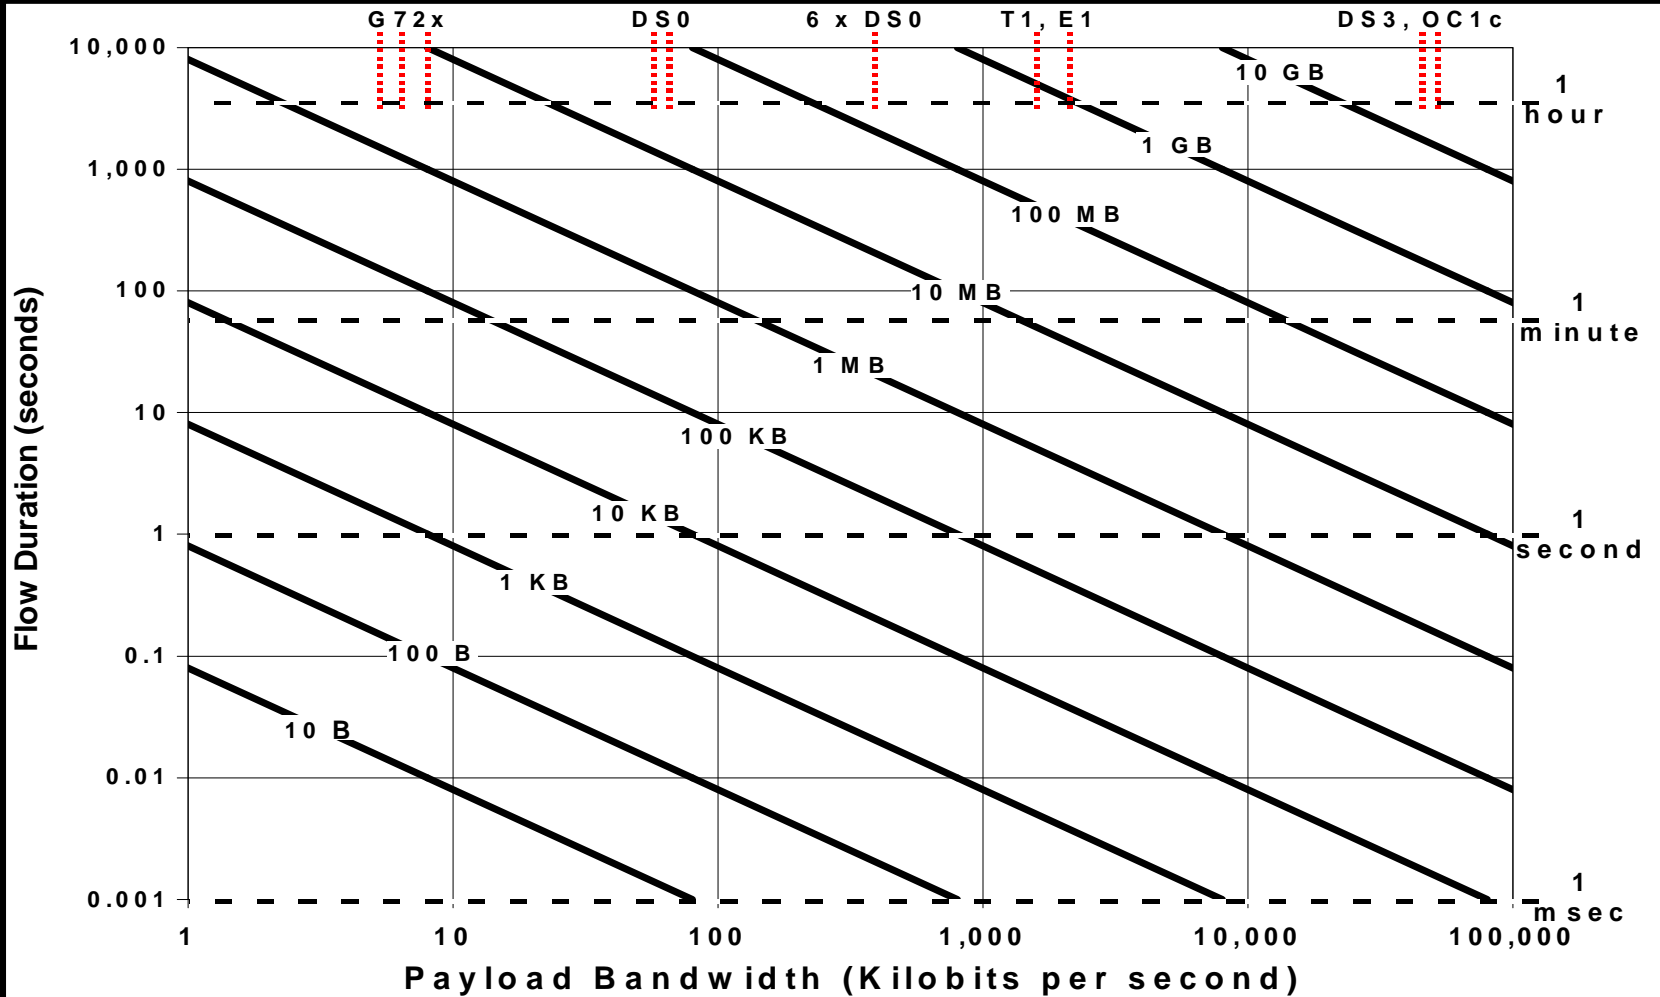 G72x DS0 6 x DS0 T1, E1 DS3, OC1c
10,000
10 GB
1
hour
1 GB
1,000
100 MB
100
10 MB
1
minute
1 MB
10
100 KB
10 KB
1
1
second
1 KB
0.1
100 B
10 B
0.01
0.001
1
msec
1 10 100 1,000 10,000 100,000
Flow Duration (seconds)
Payload Bandwidth (Kilobits per second)